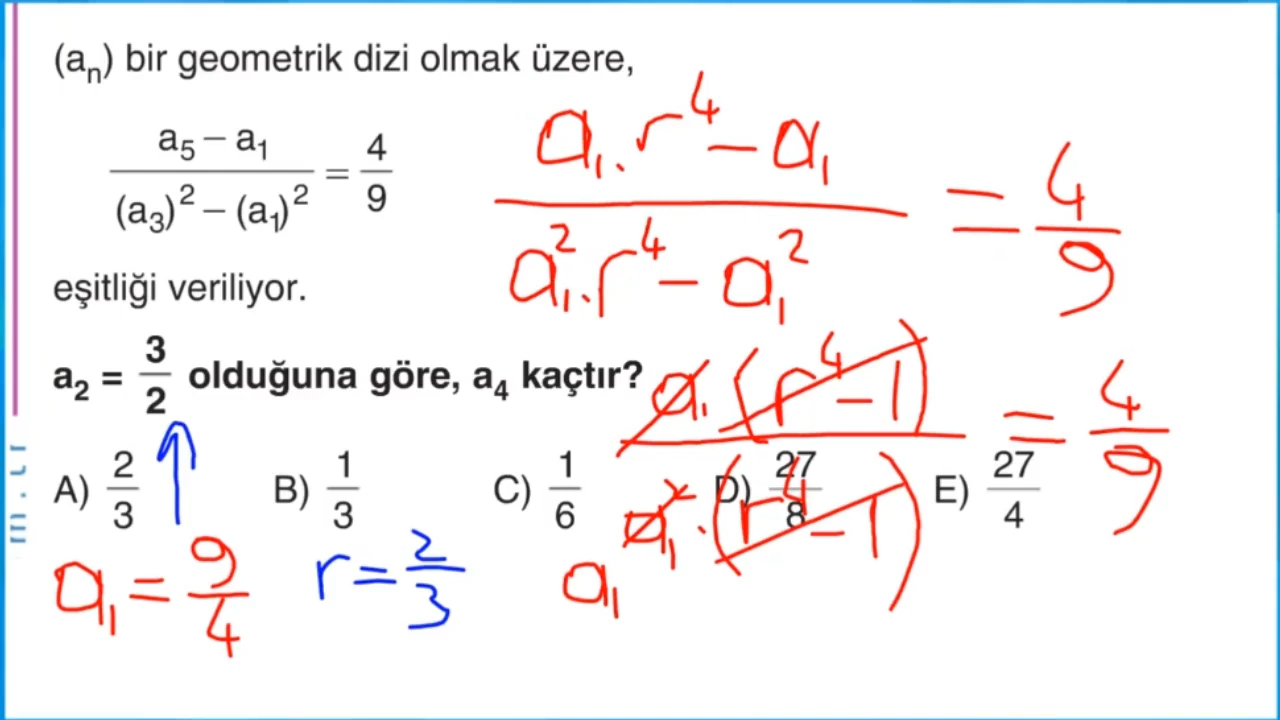 (aₙ) bir geometrik dizi olmak üzere,
a₅ – a₁
(a₃)² – (a₁)²
= 4/9
eşitliği veriliyor.
a₂ = 3/2 olduğuna göre, a₄ kaçtır?
A) 2/3 B) 1/3 C) 1/6 D) 27/8 E) 27/4
a₁.r⁴ – a₁
a₁².r⁴ – a₁²
= 4/9
a₁ (r⁴ – 1)
a₁² . (r⁴ – 1)
= 4/9
a₁
a₁ = 9/4
r = 2/3